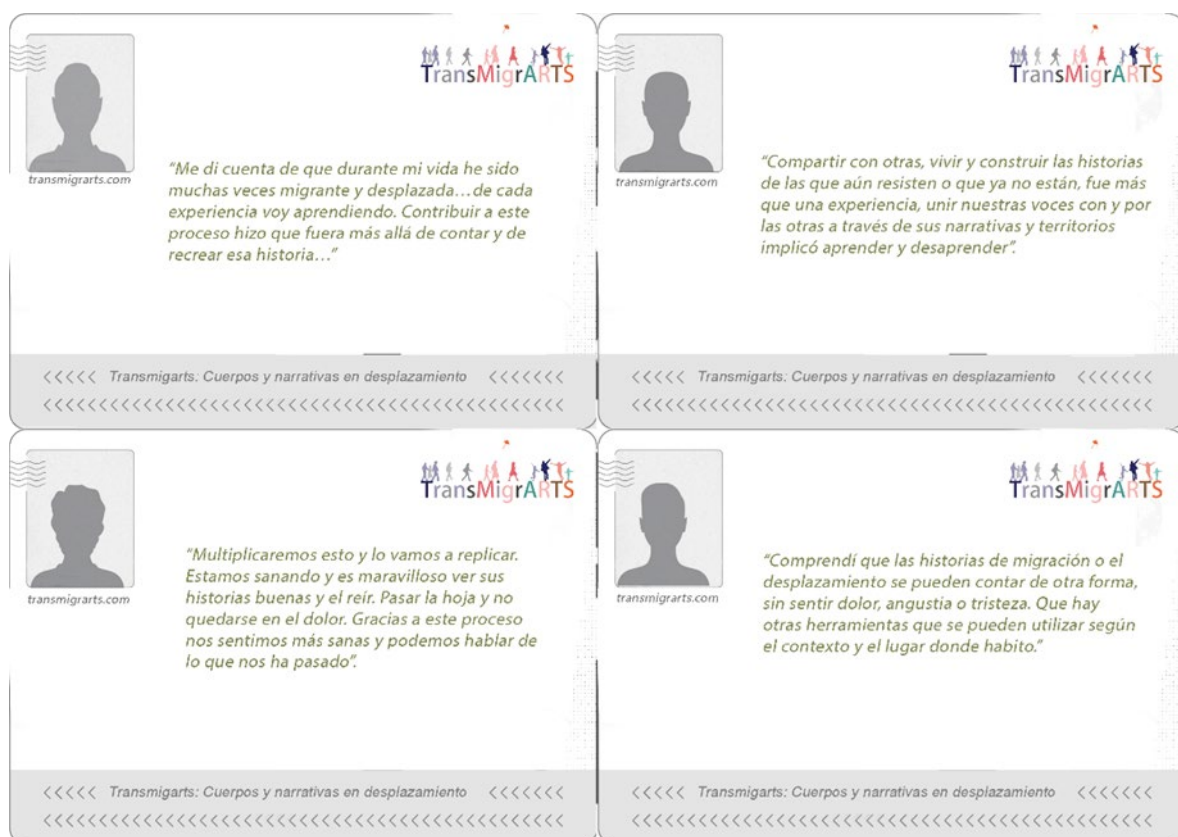 TransMigrARTS
transmigrarts.com
“Me di cuenta de que durante mi vida he sido
muchas veces migrante y desplazada...de cada
experiencia voy aprendiendo. Contribuir a este
proceso hizo que fuera más allá de contar y de
recrear esa historia...”
<<<<< Transmigarts: Cuerpos y narrativas en desplazamiento <<<<<<<
TransMigrARTS
transmigrarts.com
“Compartir con otras, vivir y construir las historias
de las que aún resisten o que ya no están, fue más
que una experiencia, unir nuestras voces con y por
las otras a través de sus narrativas y territorios
implicó aprender y desaprender”.
<<<<< Transmigarts: Cuerpos y narrativas en desplazamiento <<<<<<<
TransMigrARTS
transmigrarts.com
“Multiplicaremos esto y lo vamos a replicar.
Estamos sanando y es maravilloso ver sus
historias buenas y el reír. Pasar la hoja y no
quedarse en el dolor. Gracias a este proceso
nos sentimos más sanas y podemos hablar de
lo que nos ha pasado”.
<<<<< Transmigarts: Cuerpos y narrativas en desplazamiento <<<<<<<
TransMigrARTS
transmigrarts.com
“Comprendí que las historias de migración o el
desplazamiento se pueden contar de otra forma,
sin sentir dolor, angustia o tristeza. Que hay
otras herramientas que se pueden utilizar según
el contexto y el lugar donde habito.”
<<<<< Transmigarts: Cuerpos y narrativas en desplazamiento <<<<<<<